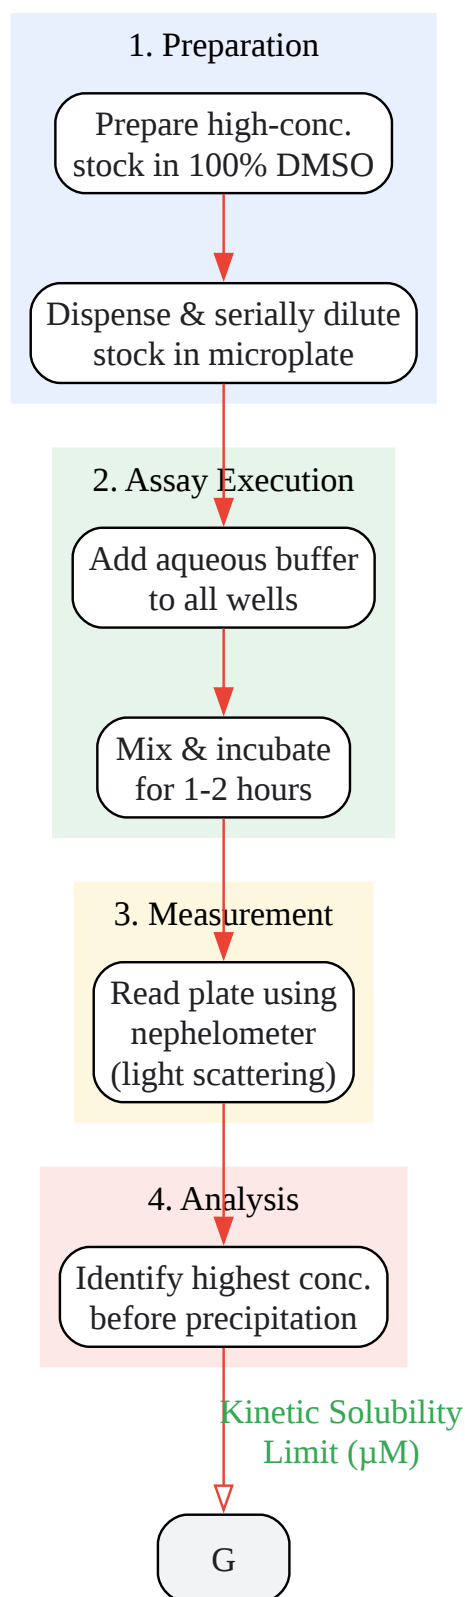 1. Preparation
Prepare high-conc.
stock in 100% DMSO
Dispense & serially dilute
stock in microplate
2. Assay Execution
Add aqueous buffer
to all wells
Mix & incubate
for 1-2 hours
3. Measurement
Read plate using
nephelometer
(light scattering)
4. Analysis
Identify highest conc.
before precipitation
Kinetic Solubility
Limit (µM)
G